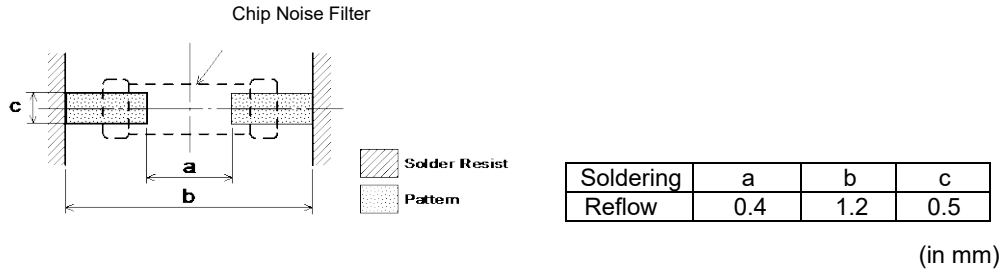 Chip Noise Filter
c
a
b
Solder Resist
Pattern
Soldering a b c
Reflow 0.4 1.2 0.5
(in mm)